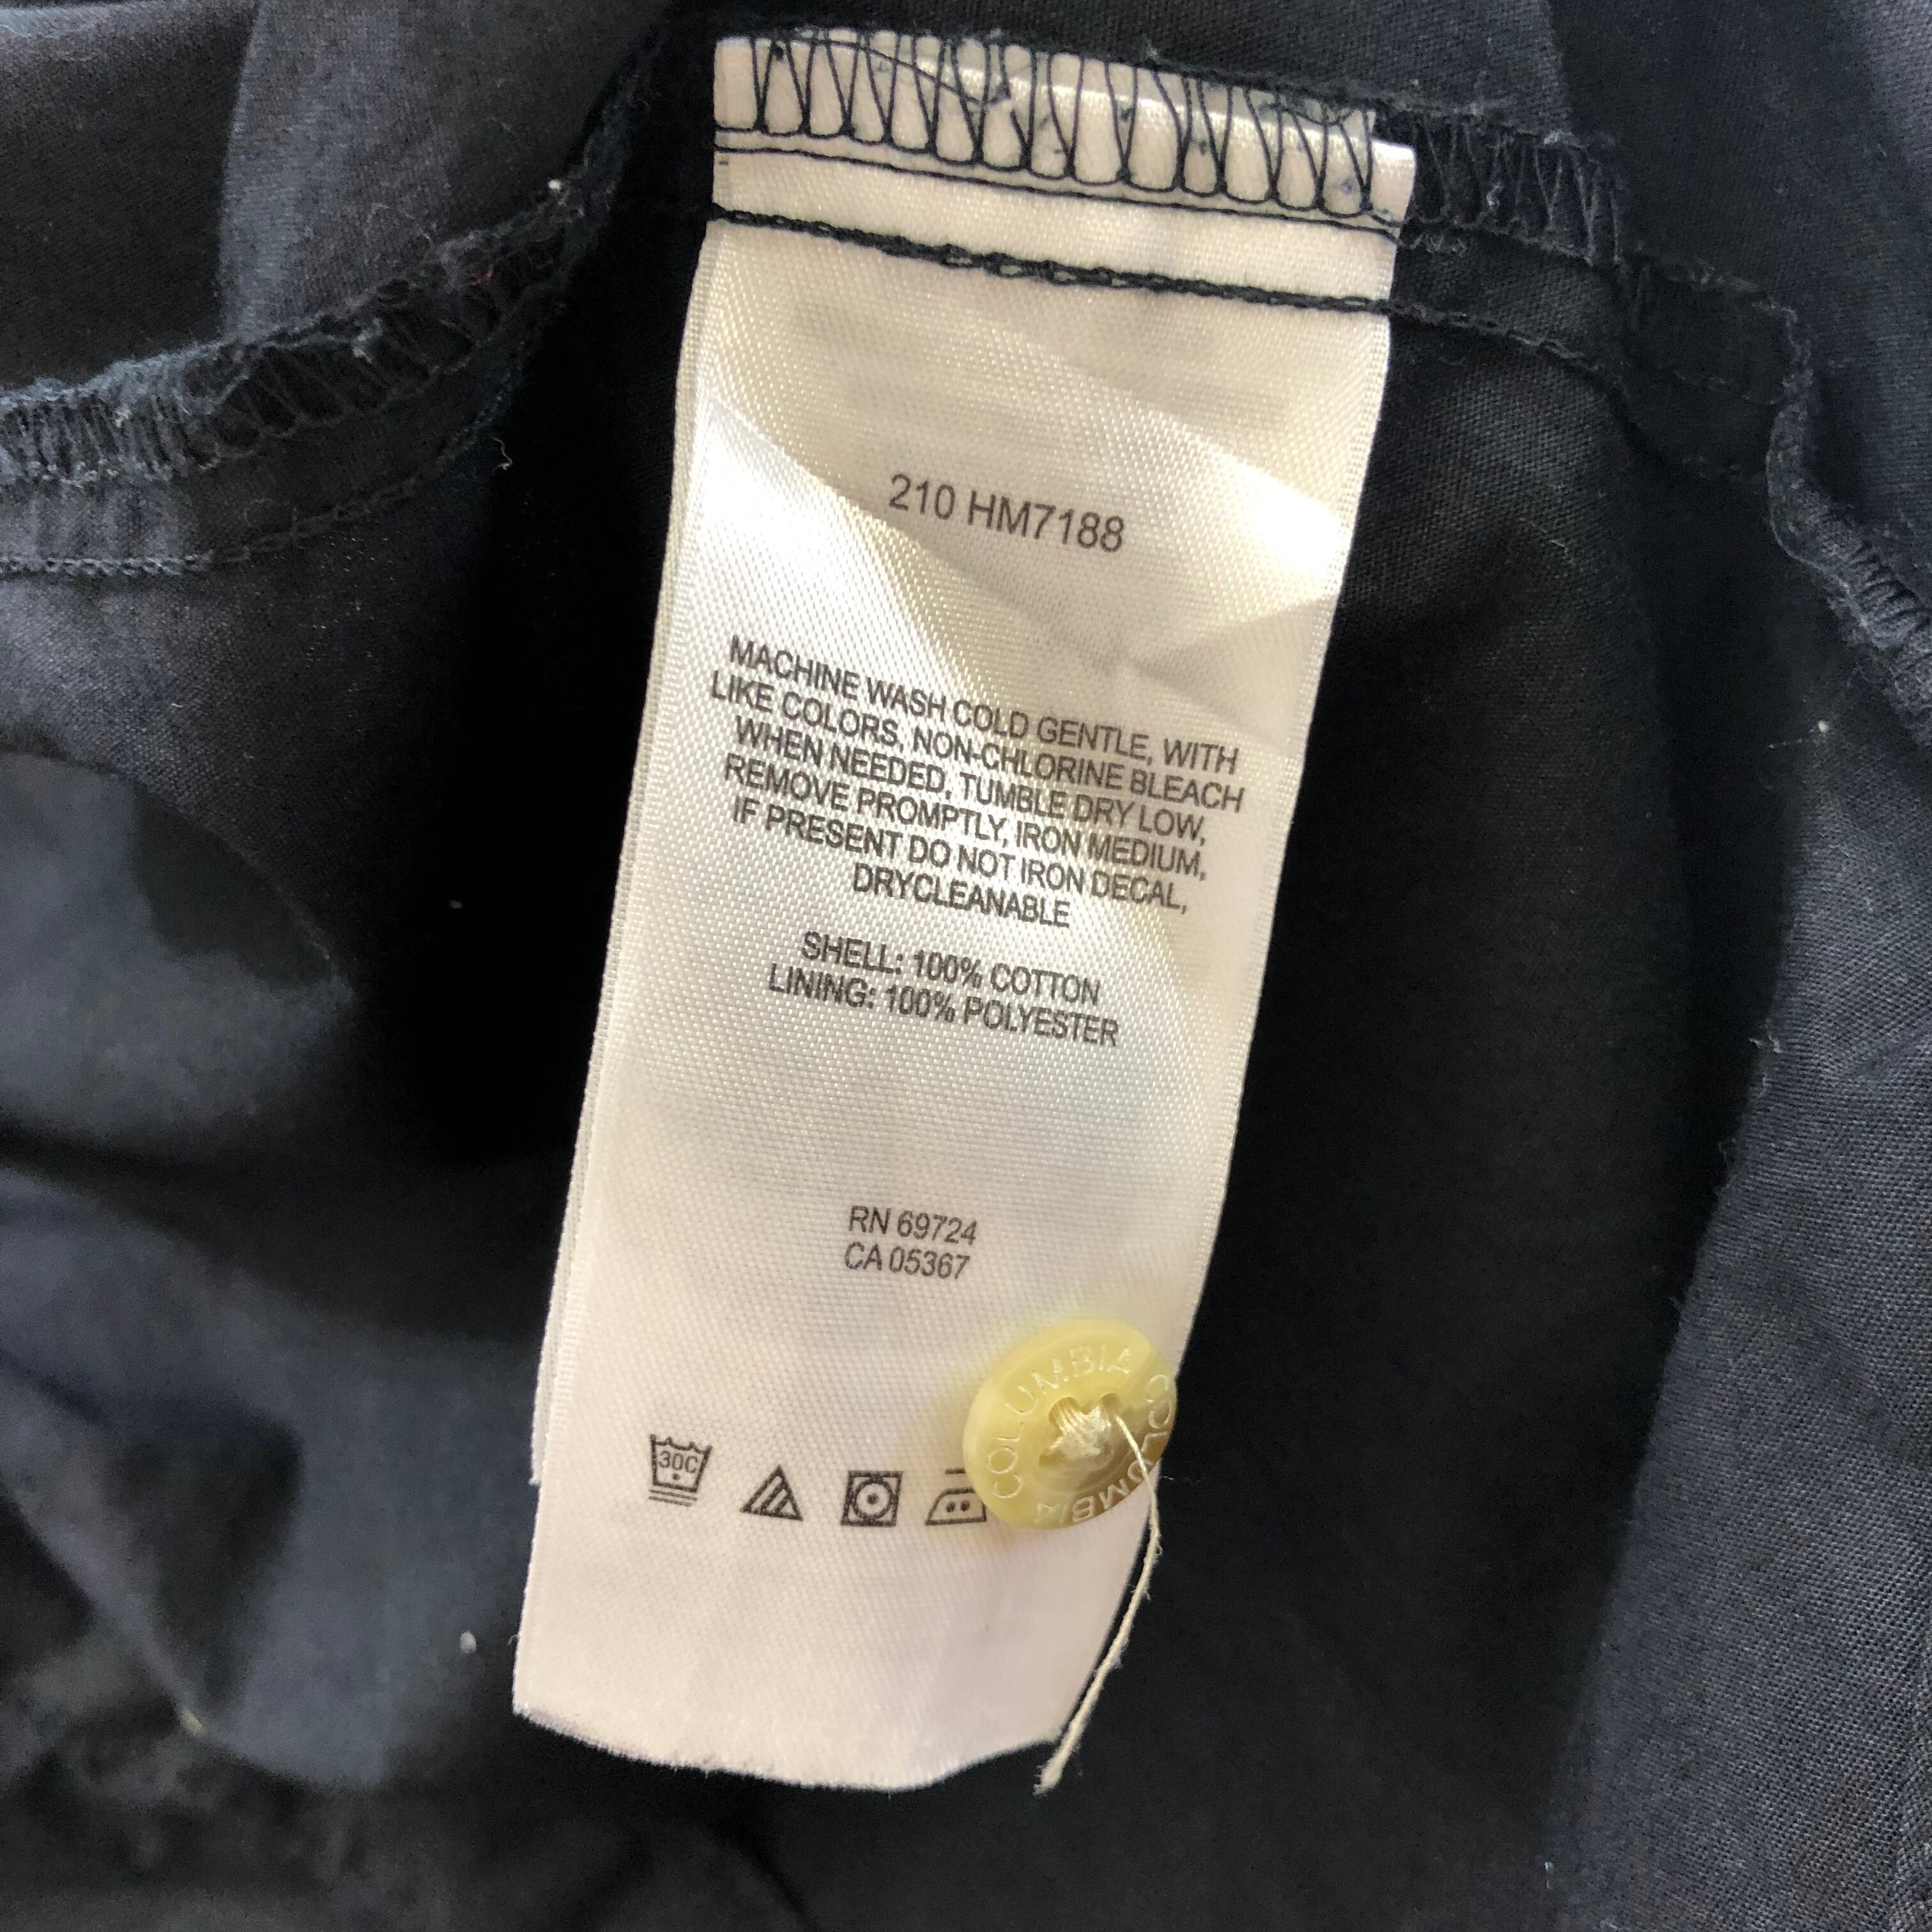 210 HM7188
MACHINE WASH COLD GENTLE, WITH
LIKE COLORS, NON-CHLORINE BLEACH
WHEN NEEDED, TUMBLE DRY LOW,
REMOVE PROMPTLY, IRON MEDIUM,
IF PRESENT DO NOT IRON DECAL,
DRYCLEANABLE
SHELL: 100% COTTON
LINING: 100% POLYESTER
RN 69724
CA 05367
30C
COLUMBIA COLUMBIA